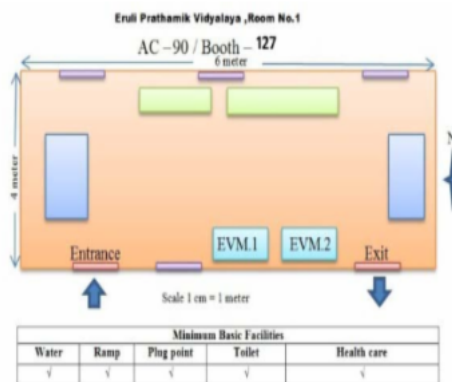 Eruli Prathamik Vidyalaya ,Room No.1
AC –90 / Booth – 127
6 meter
N
4 meter
EVM.1 EVM.2
Entrance Exit
Scale 1 cm = 1 meter
Minimum Basic Facilities
Water Ramp Plug point Toilet Health care
√ √ √ √ √